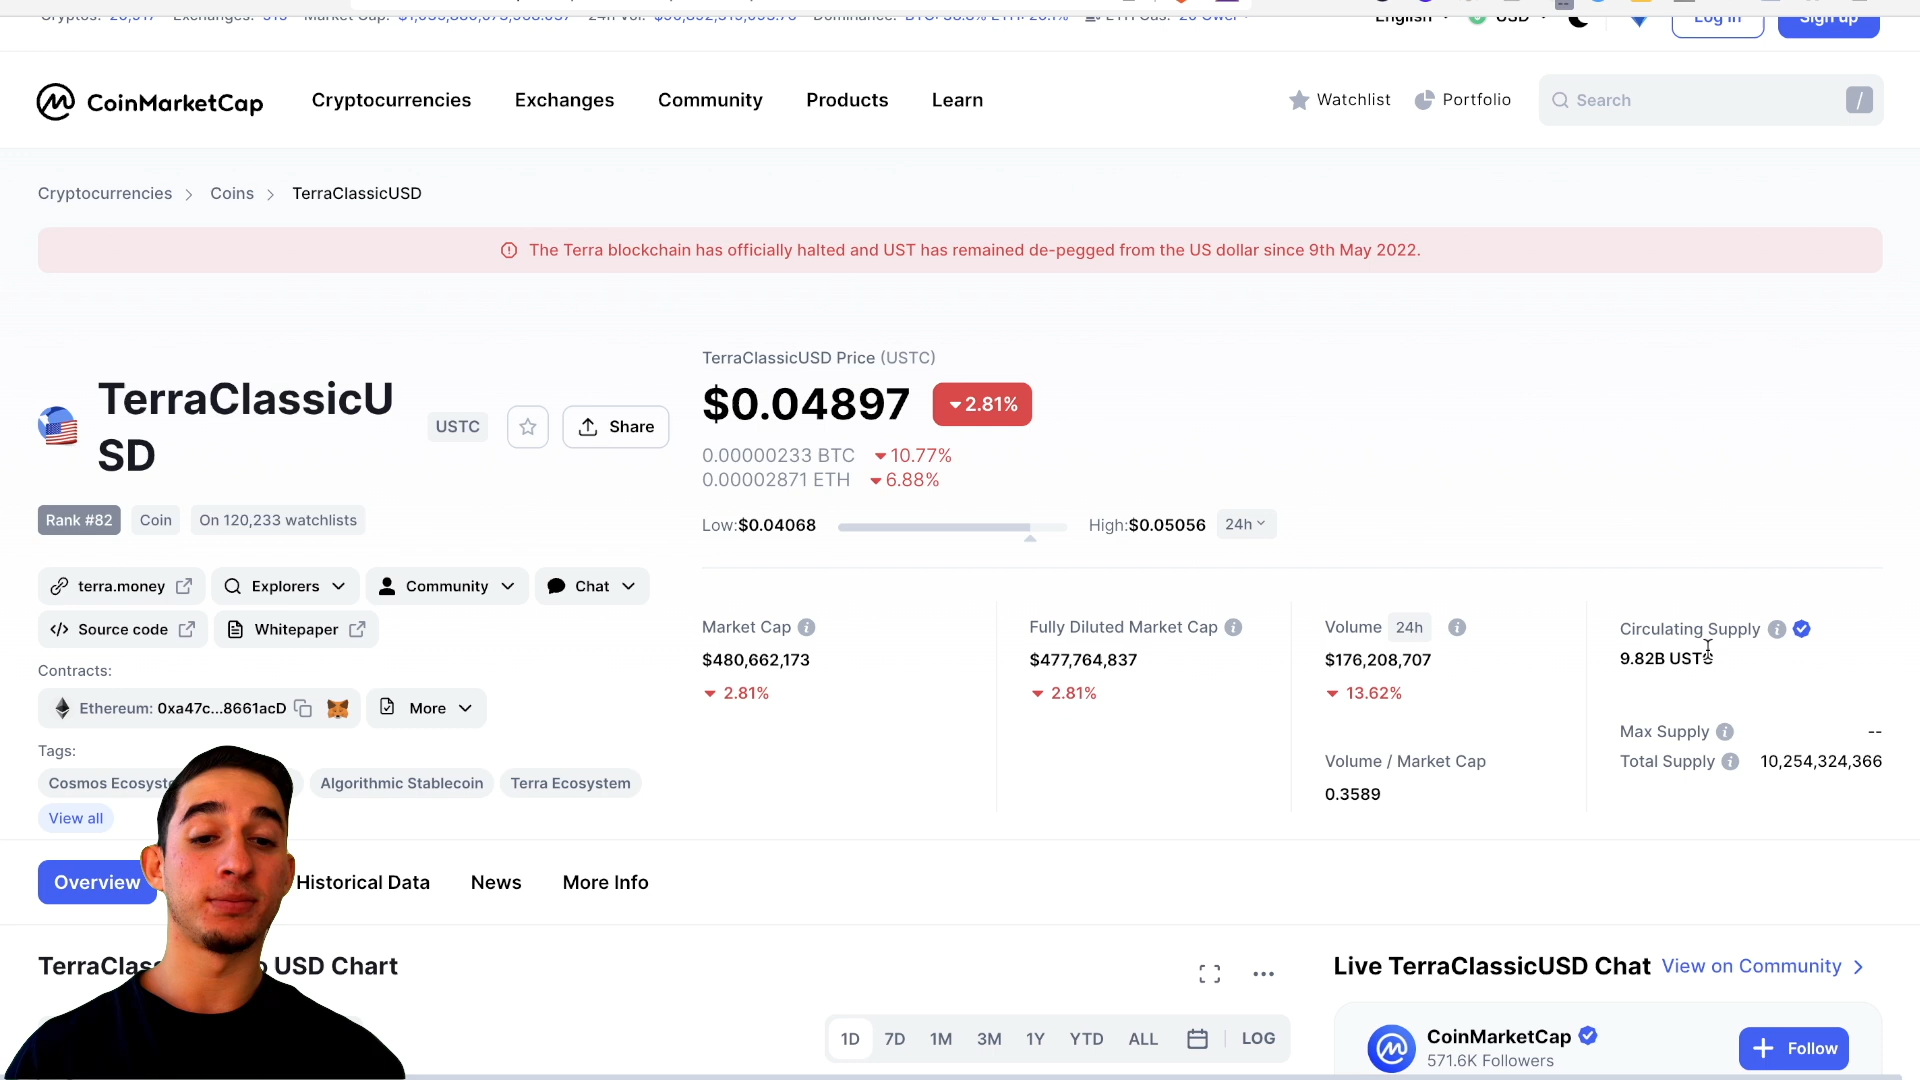 CoinMarketCap
Cryptocurrencies
Exchanges
Community
Products
Learn
Watchlist
Portfolio
Search
/
Cryptocurrencies > Coins > TerraClassicUSD
The Terra blockchain has officially halted and UST has remained de-pegged from the US dollar since 9th May 2022.
TerraClassicU
SD
USTC
Share
Rank #82
Coin
On 120,233 watchlists
terra.money
Explorers
Community
Chat
Source code
Whitepaper
Contracts:
Ethereum: 0xa47c...8661acD
More
Tags:
Algorithmic Stablecoin
Terra Ecosystem
View all
TerraClassicUSD Price (USTC)
$0.04897
2.81%
0.00000233 BTC
10.77%
0.00002871 ETH
6.88%
Low:$0.04068
High:$0.05056
24h
Market Cap
$480,662,173
2.81%
Fully Diluted Market Cap
$477,764,837
2.81%
Volume 24h
$176,208,707
13.62%
Volume / Market Cap
0.3589
Circulating Supply
9.82B USTC
Max Supply
--
Total Supply
10,254,324,366
Overview
Historical Data
News
More Info
USD Chart
1D
7D
1M
3M
1Y
YTD
ALL
LOG
Live TerraClassicUSD Chat
View on Community >
CoinMarketCap
571.6K Followers
+ Follow